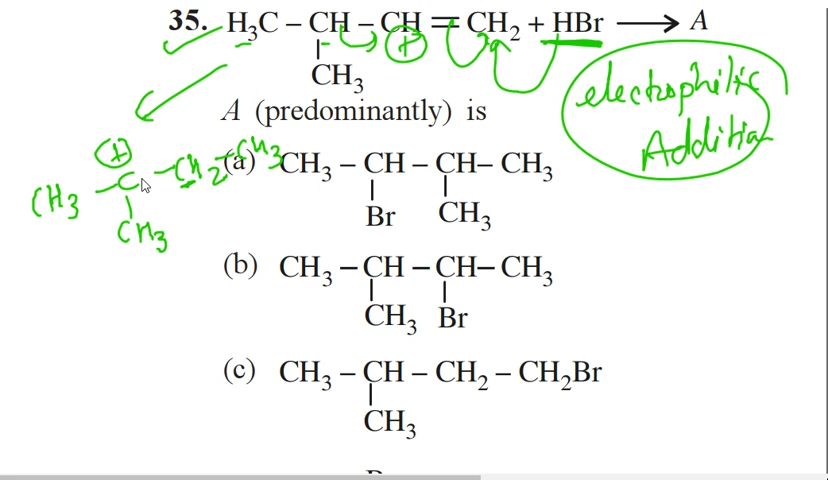 35. H₃C – CH – CH = CH₂ + HBr ⟶ A
CH₃
(+)
electrophilic
Addition
A (predominantly) is
(+)
CH₃ – C – CH₂ – CH₃
CH₃
(a) CH₃ – CH – CH – CH₃
Br CH₃
(b) CH₃ – CH – CH – CH₃
CH₃ Br
(c) CH₃ – CH – CH₂ – CH₂Br
CH₃